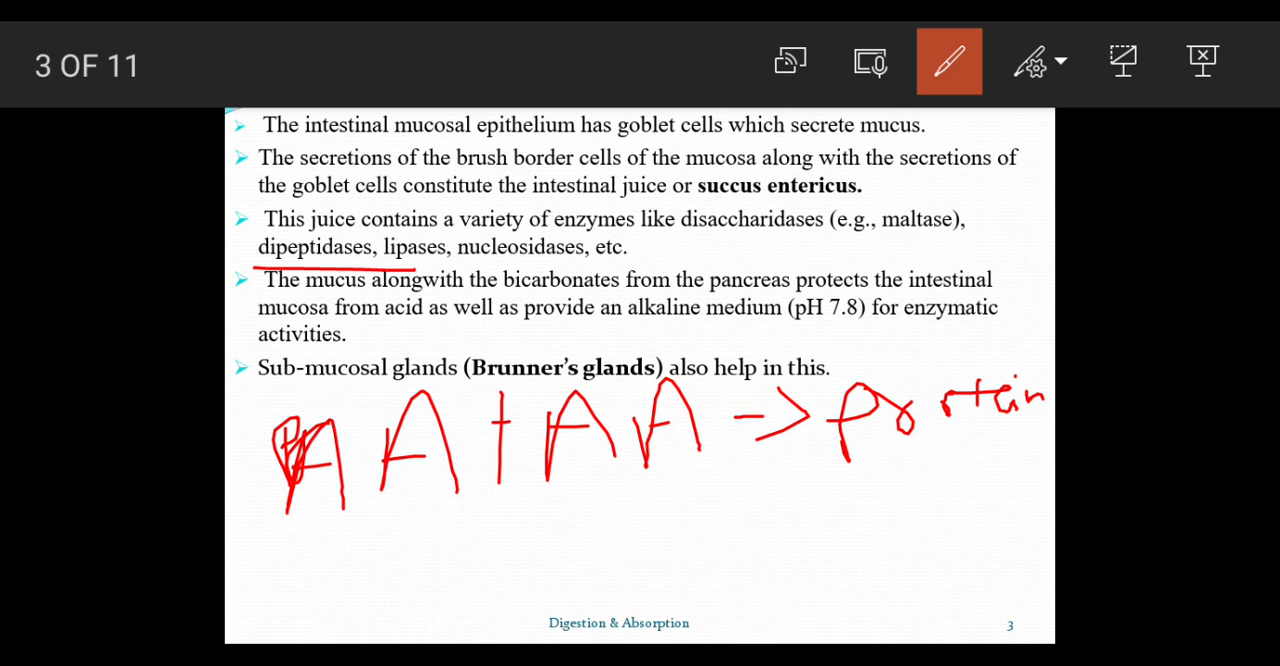 3 OF 11
The intestinal mucosal epithelium has goblet cells which secrete mucus.
The secretions of the brush border cells of the mucosa along with the secretions of
the goblet cells constitute the intestinal juice or succus entericus.
This juice contains a variety of enzymes like disaccharidases (e.g., maltase),
dipeptidases, lipases, nucleosidases, etc.
The mucus alongwith the bicarbonates from the pancreas protects the intestinal
mucosa from acid as well as provide an alkaline medium (pH 7.8) for enzymatic
activities.
Sub-mucosal glands (Brunner's glands) also help in this.
A A + A A -> protein
Digestion & Absorption 3